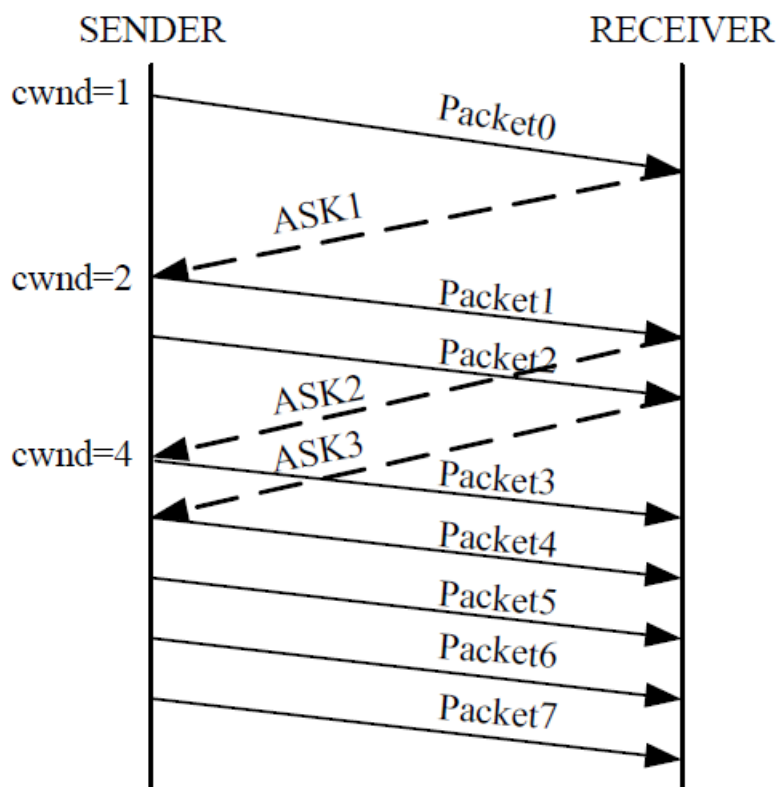 SENDER
RECEIVER
cwnd=1
Packet0
ASK1
cwnd=2
Packet1
Packet2
ASK2
cwnd=4
ASK3
Packet3
Packet4
Packet5
Packet6
Packet7